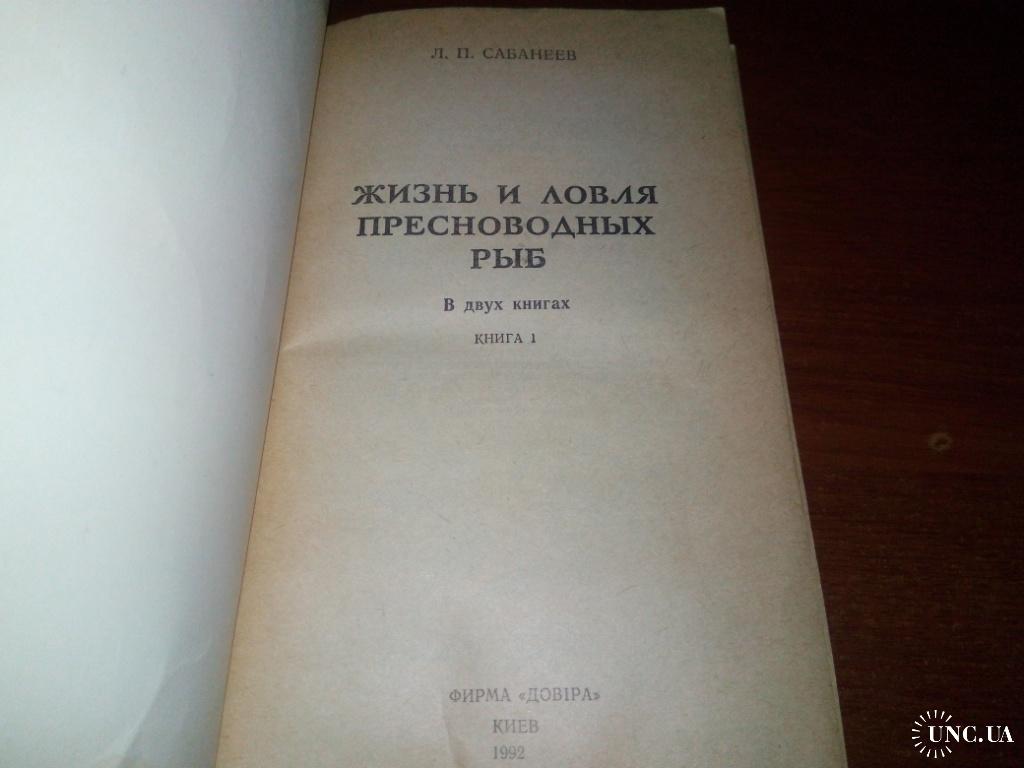 Л. П. САБАНЕЕВ
ЖИЗНЬ И ЛОВЛЯ
ПРЕСНОВОДНЫХ
РЫБ
В двух книгах
КНИГА 1
ФИРМА «ДОВІРА»
КИЕВ
1992
UNC.UA